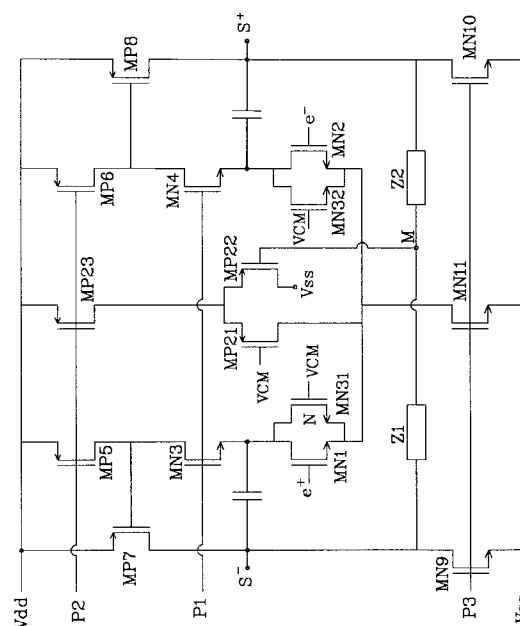 S+
MP8
MN10
e-
MP6
MN4
MN2
MN32
Z2
VCM
M
MP23
MP22
Vss
MN11
MP21
VCM
VCM
MN31
N
MP5
MN3
MN1
e+
Z1
MP7
S-
MN9
Vdd
P2
P1
P3